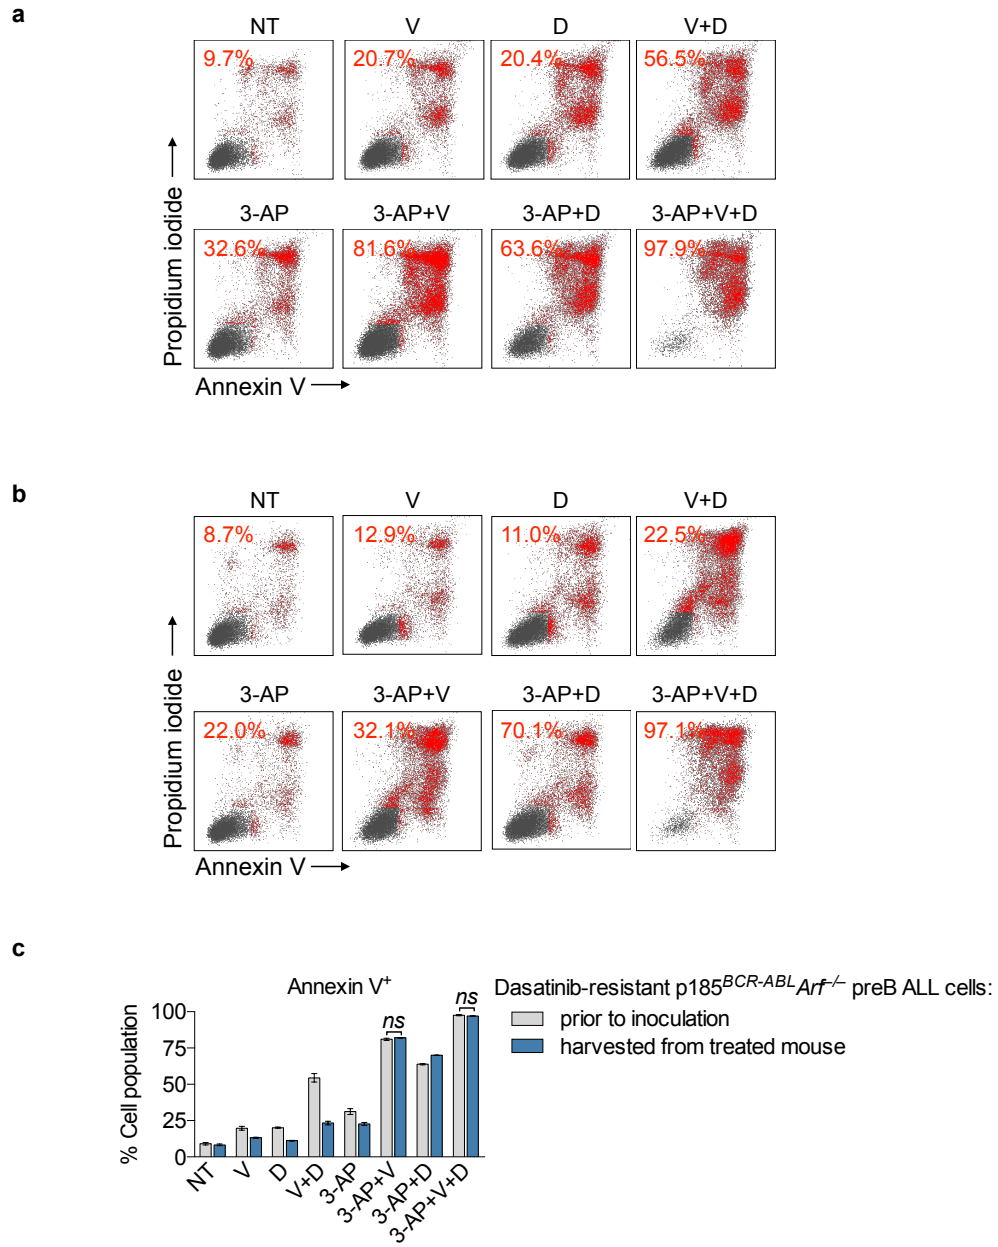 a
NT
V
D
V+D
9.7%
20.7%
20.4%
56.5%
3-AP
3-AP+V
3-AP+D
3-AP+V+D
32.6%
81.6%
63.6%
97.9%
Propidium iodide
Annexin V
b
NT
V
D
V+D
8.7%
12.9%
11.0%
22.5%
3-AP
3-AP+V
3-AP+D
3-AP+V+D
22.0%
32.1%
70.1%
97.1%
Propidium iodide
Annexin V
c
Annexin V+
% Cell population
100
75
50
25
0
ns
ns
NT
V
D
V+D
3-AP
3-AP+V
3-AP+D
3-AP+V+D
Dasatinib-resistant p185BCR-ABLArf–/– preB ALL cells:
prior to inoculation
harvested from treated mouse